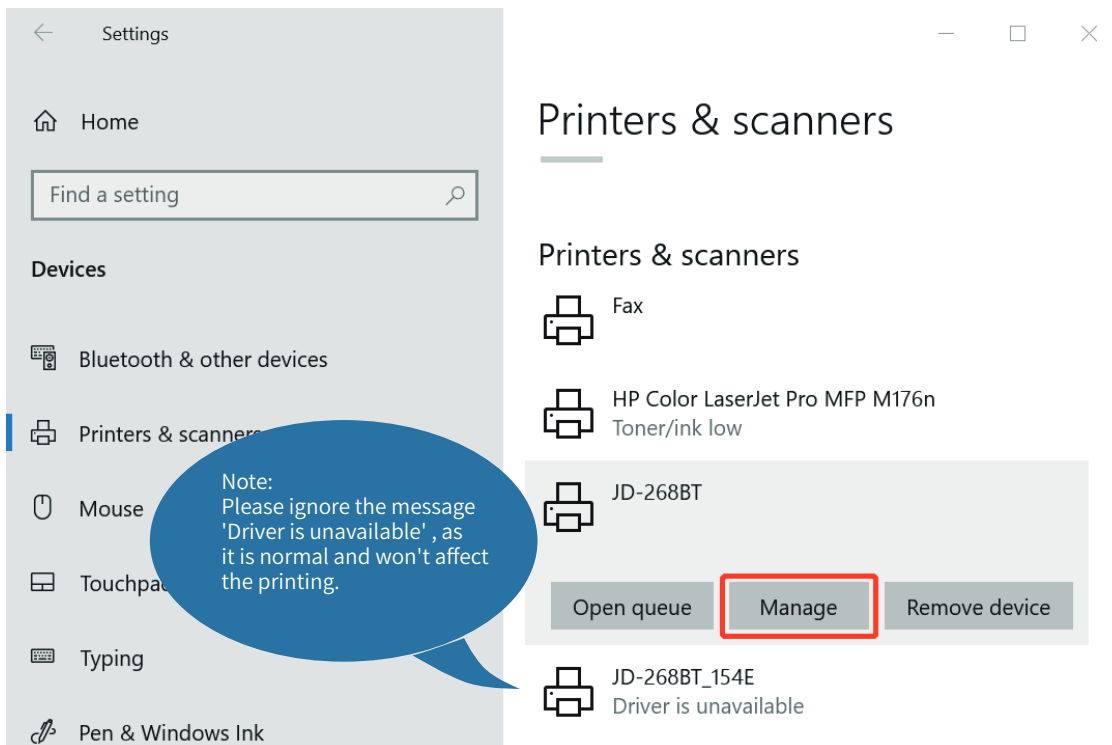 Settings
Home
Find a setting
Devices
Bluetooth & other devices
Printers & scanners
Mouse
Typing
Pen & Windows Ink
Note:
Please ignore the message
'Driver is unavailable' , as
it is normal and won't affect
the printing.
Printers & scanners
Printers & scanners
Fax
HP Color LaserJet Pro MFP M176n
Toner/ink low
JD-268BT
Open queue
Manage
Remove device
JD-268BT_154E
Driver is unavailable